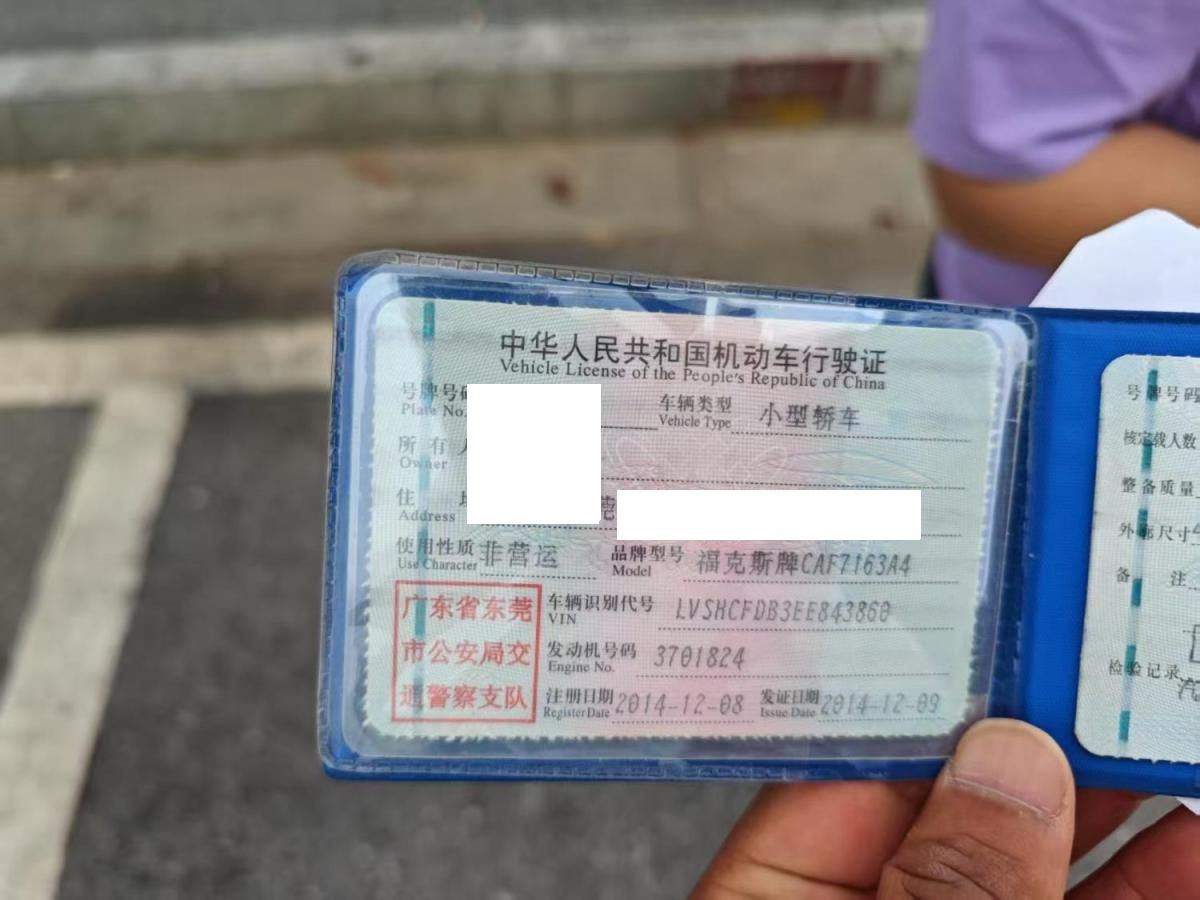 中华人民共和国机动车行驶证
Vehicle License of the People's Republic of China
号牌号
Plate No.
车辆类型
Vehicle Type
小型轿车
所有
Owner
住
Address
莞
使用性质
Use Character
非营运
品牌型号
Model
福克斯牌CAF7163A4
广东省东莞
市公安局交
通警察支队
车辆识别代号
VIN
LVSHCFDB3EE843860
发动机号码
Engine No.
3701824
注册日期
Register Date
2014-12-08
发证日期
Issue Date
2014-12-09
号牌号码
核定载人数
整备质量
外廓尺寸
备 注
检验记录